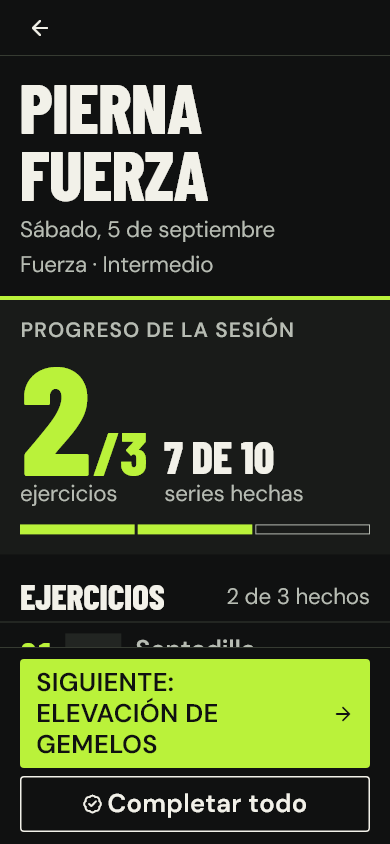 PIERNA
FUERZA
Sábado, 5 de septiembre
Fuerza · Intermedio
PROGRESO DE LA SESIÓN
2/3 7 DE 10
ejercicios series hechas
EJERCICIOS 2 de 3 hechos
SIGUIENTE:
ELEVACIÓN DE
GEMELOS
Completar todo